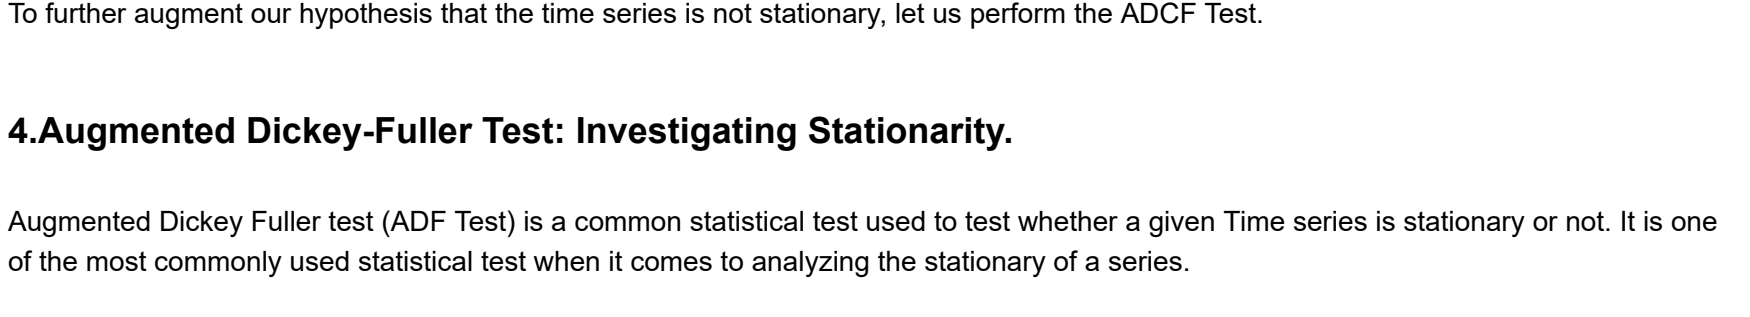 To further augment our hypothesis that the time series is not stationary, let us perform the ADCF Test.
4.Augmented Dickey-Fuller Test: Investigating Stationarity.
Augmented Dickey Fuller test (ADF Test) is a common statistical test used to test whether a given Time series is stationary or not. It is one
of the most commonly used statistical test when it comes to analyzing the stationary of a series.